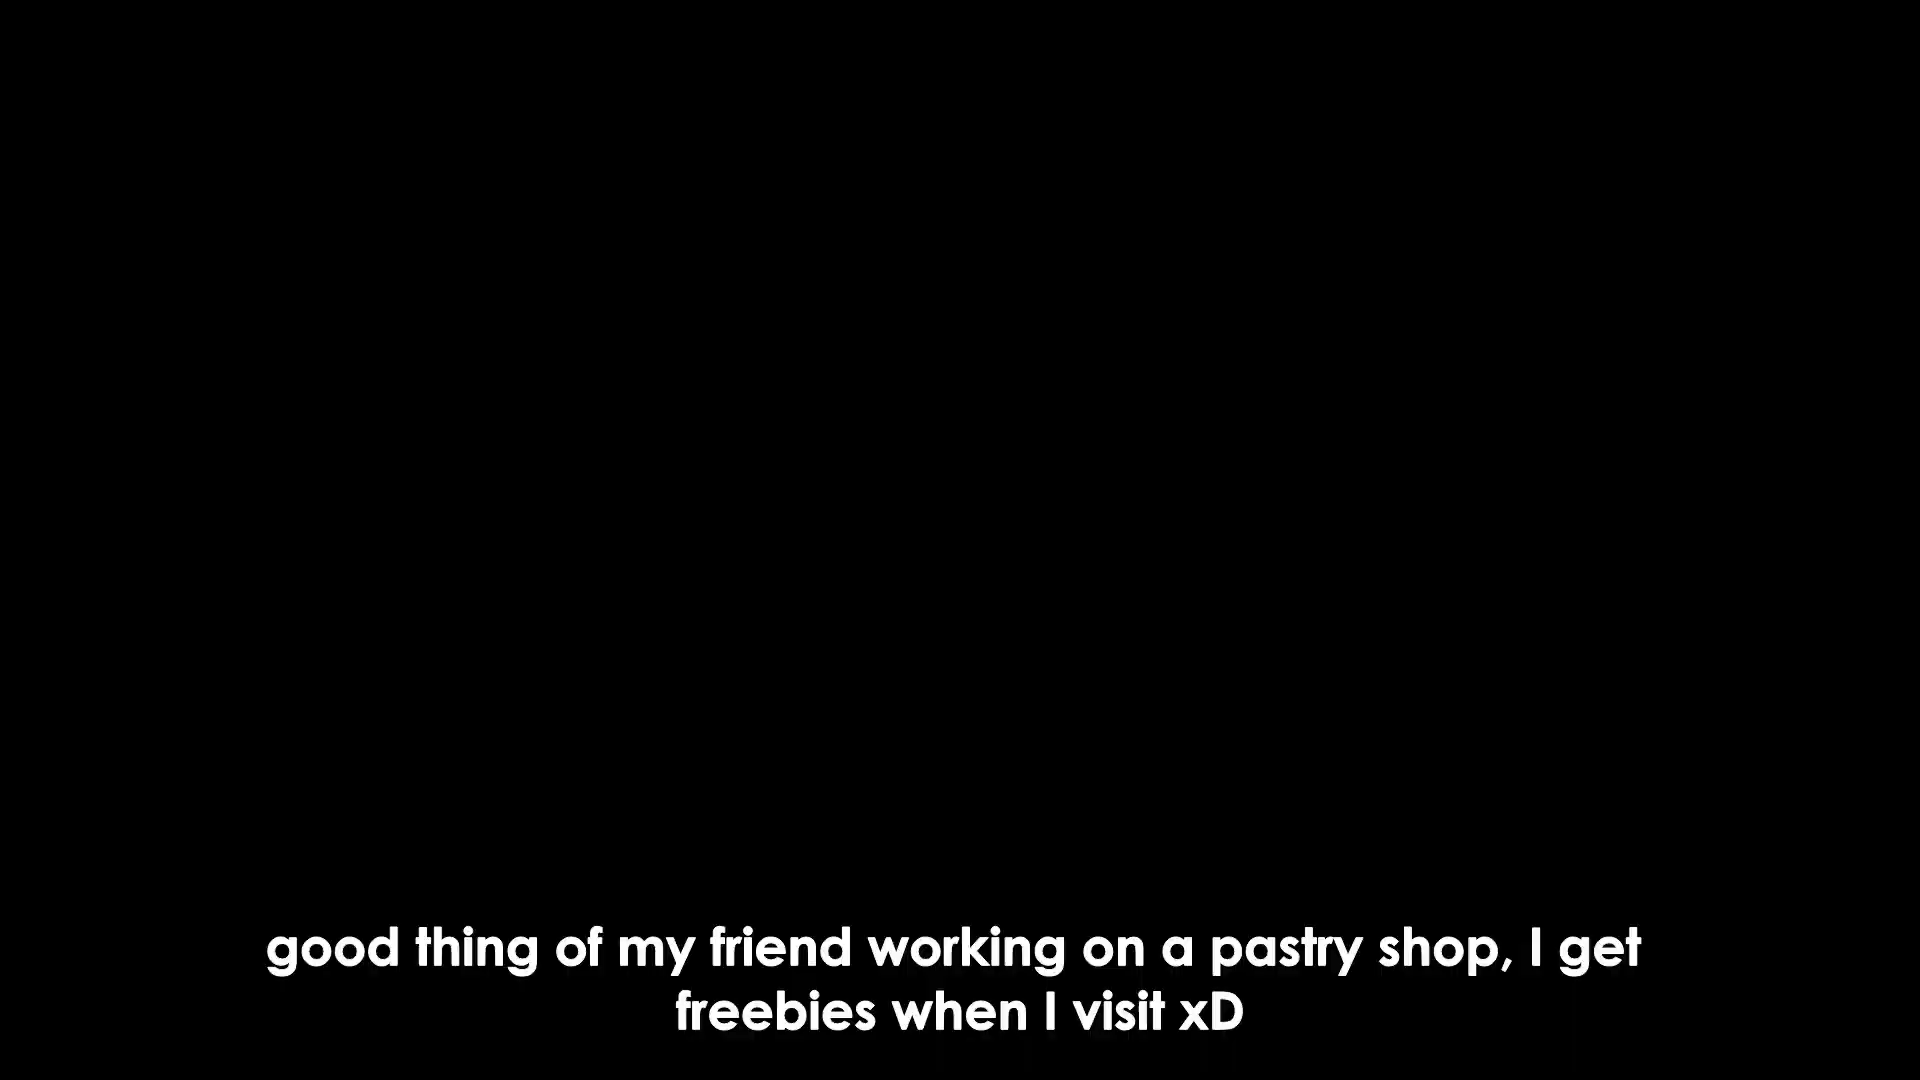 good thing of my friend working on a pastry shop, I get
freebies when I visit xD